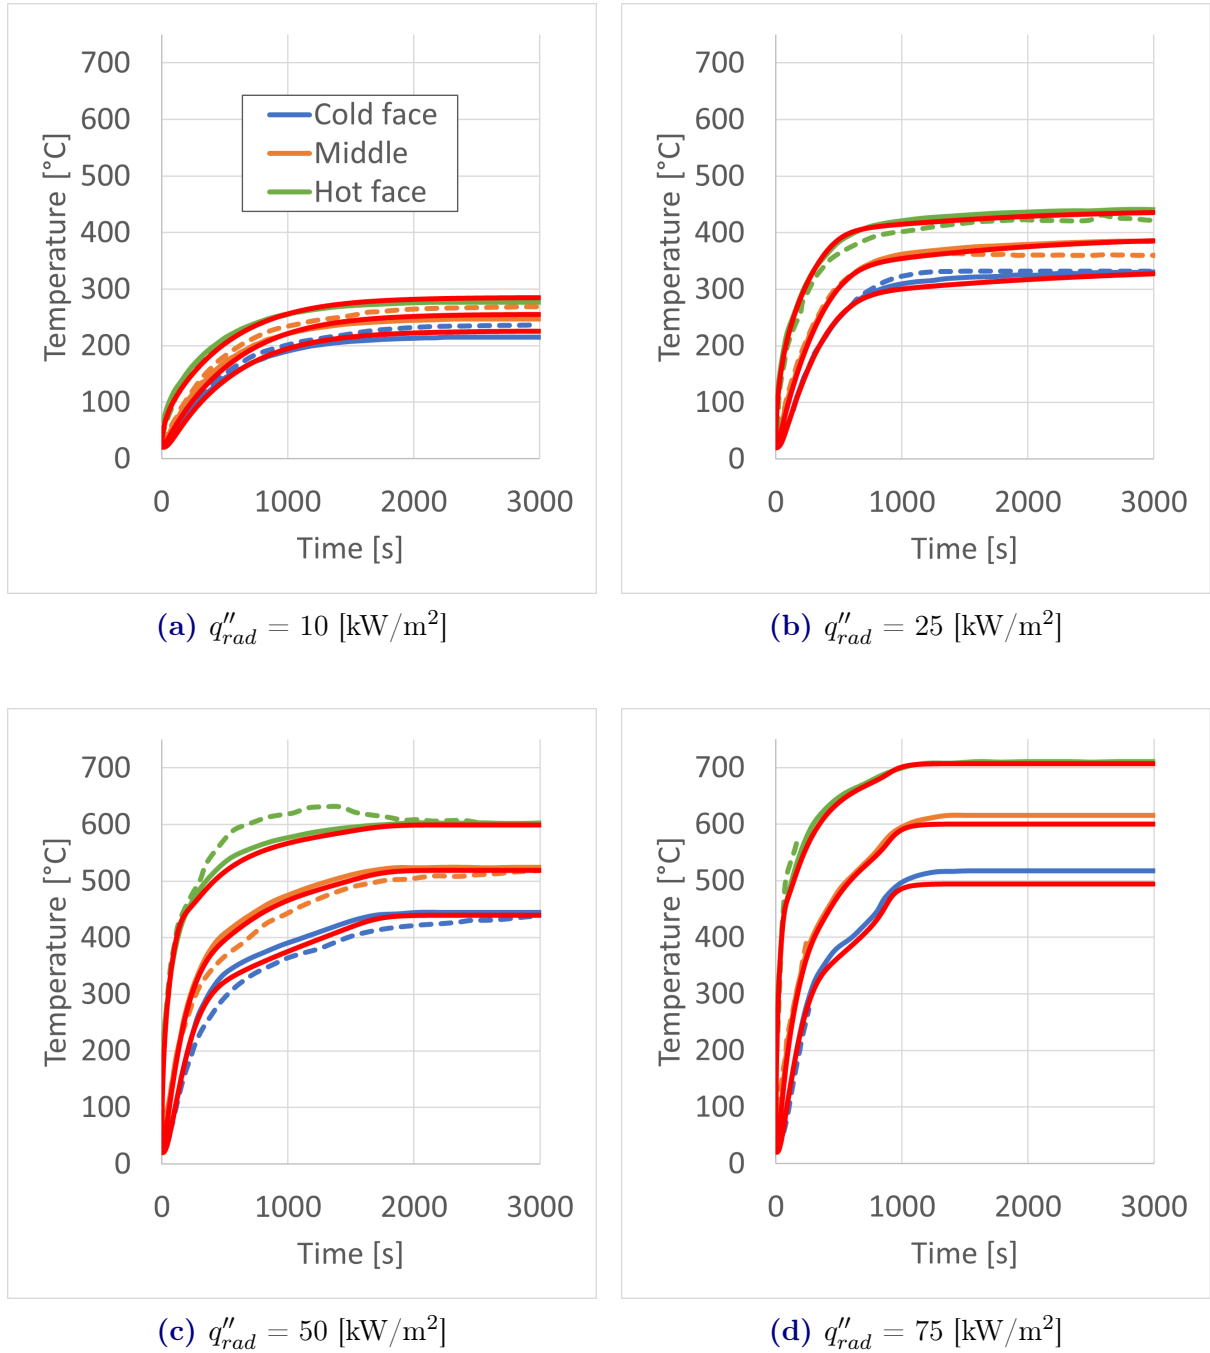 700
600
500
400
300
200
100
0
Temperature [°C]
Cold face
Middle
Hot face
0 1000 2000 3000
Time [s]
(a) q''rad = 10 [kW/m²]
700
600
500
400
300
200
100
0
Temperature [°C]
0 1000 2000 3000
Time [s]
(b) q''rad = 25 [kW/m²]
700
600
500
400
300
200
100
0
Temperature [°C]
0 1000 2000 3000
Time [s]
(c) q''rad = 50 [kW/m²]
700
600
500
400
300
200
100
0
Temperature [°C]
0 1000 2000 3000
Time [s]
(d) q''rad = 75 [kW/m²]